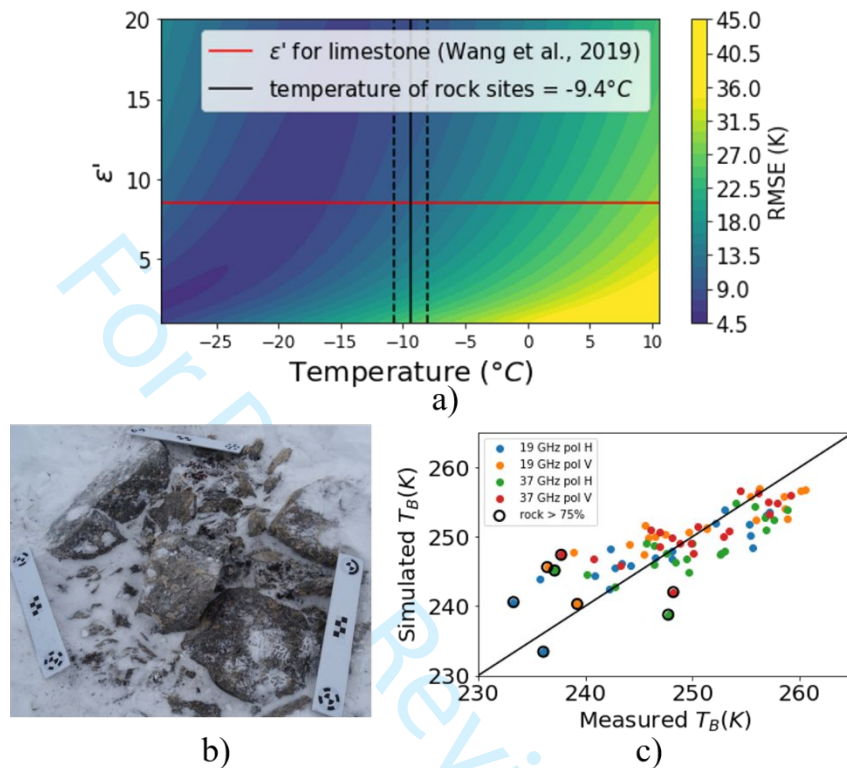 20
15
10
5
ε'
ε' for limestone (Wang et al., 2019)
temperature of rock sites = -9.4°C
−25 −20 −15 −10 −5 0 5 10
Temperature (°C)
45.0
40.5
36.0
31.5
27.0
22.5
18.0
13.5
9.0
4.5
RMSE (K)
a)
b)
260
250
240
230
Simulated T_B(K)
19 GHz pol H
19 GHz pol V
37 GHz pol H
37 GHz pol V
rock > 75%
230 240 250 260
Measured T_B(K)
c)
For
Revi